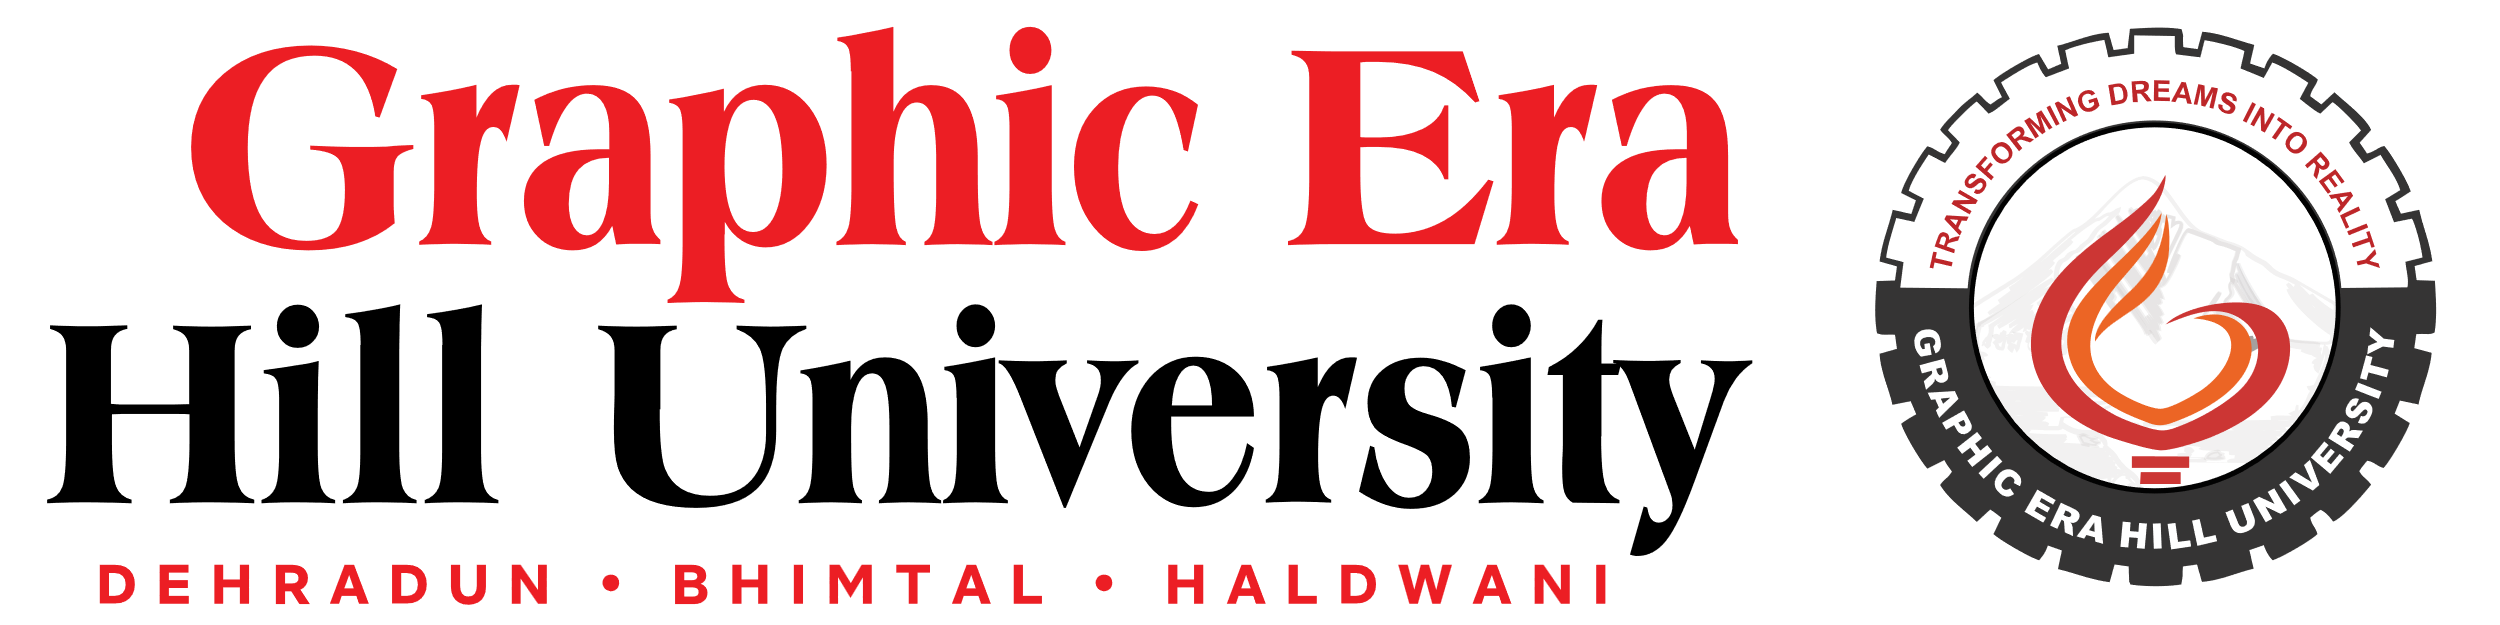 Graphic Era
Hill University
DEHRADUN • BHIMTAL • HALDWANI
TRANSFORMING DREAMS INTO REALITY
GRAPHIC ERA HILL UNIVERSITY